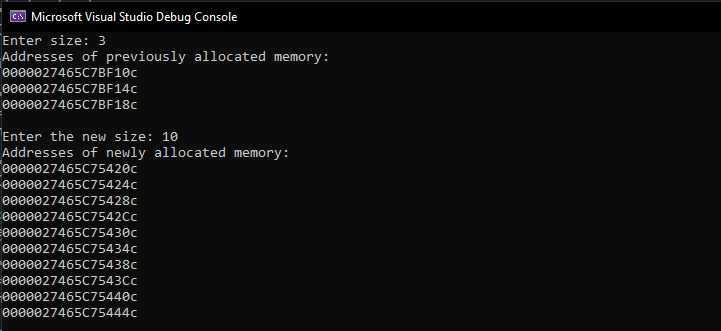 Microsoft Visual Studio Debug Console
Enter size: 3
Addresses of previously allocated memory:
0000027465C7BF10c
0000027465C7BF14c
0000027465C7BF18c
Enter the new size: 10
Addresses of newly allocated memory:
0000027465C75420c
0000027465C75424c
0000027465C75428c
0000027465C7542Cc
0000027465C75430c
0000027465C75434c
0000027465C75438c
0000027465C7543Cc
0000027465C75440c
0000027465C75444c